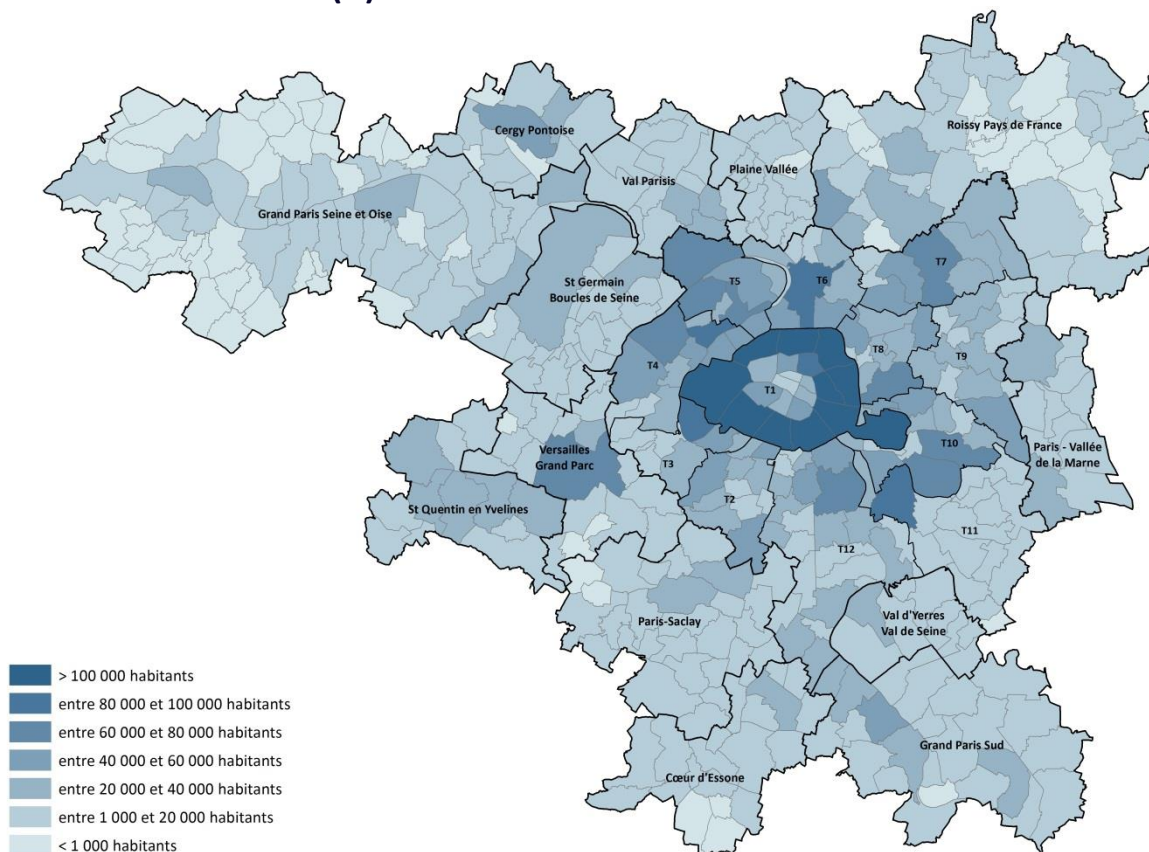 Cergy Pontoise
Roissy Pays de France
Val Parisis
Plaine Vallée
Grand Paris Seine et Oise
T7
St Germain
Boucles de Seine
T5
T6
T8
T9
T4
T1
Versailles
Grand Parc
T3
T10
Paris - Vallée
de la Marne
St Quentin en Yvelines
T2
T11
T12
Paris-Saclay
Val d'Yerres
Val de Seine
Grand Paris Sud
Cœur d'Essone
> 100 000 habitants
entre 80 000 et 100 000 habitants
entre 60 000 et 80 000 habitants
entre 40 000 et 60 000 habitants
entre 20 000 et 40 000 habitants
entre 1 000 et 20 000 habitants
< 1 000 habitants